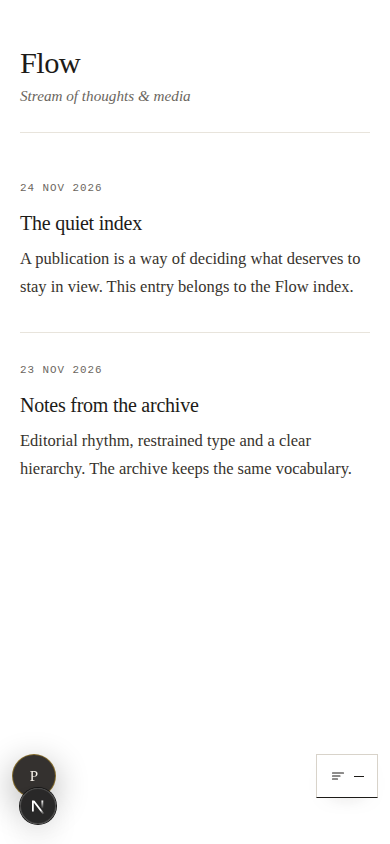 Flow
Stream of thoughts & media
24 NOV 2026
The quiet index
A publication is a way of deciding what deserves to
stay in view. This entry belongs to the Flow index.
23 NOV 2026
Notes from the archive
Editorial rhythm, restrained type and a clear
hierarchy. The archive keeps the same vocabulary.
P
N